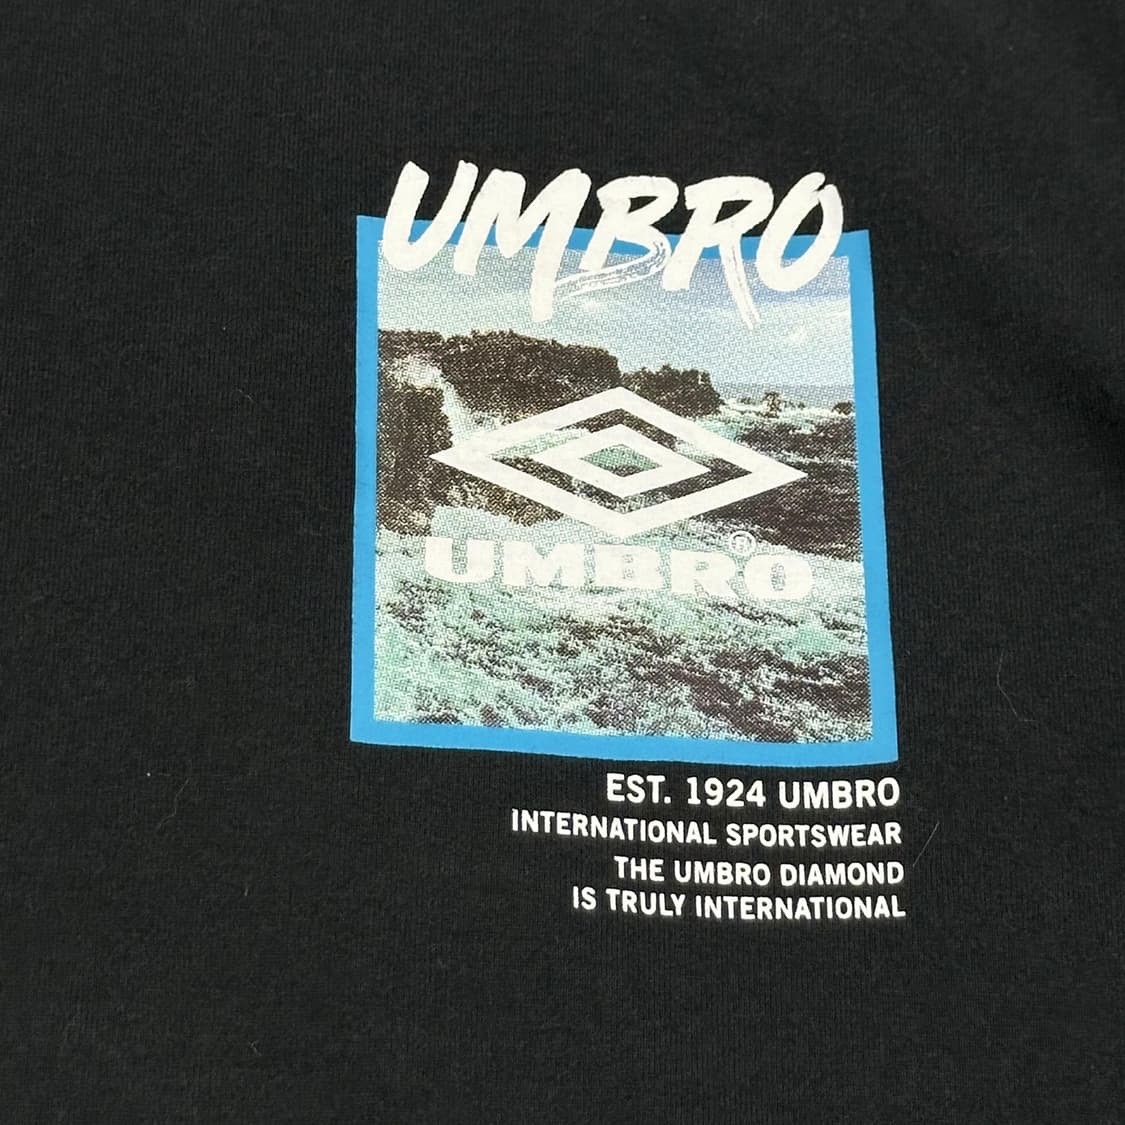 UMBRO
UMBRO®
EST. 1924 UMBRO
INTERNATIONAL SPORTSWEAR
THE UMBRO DIAMOND
IS TRULY INTERNATIONAL